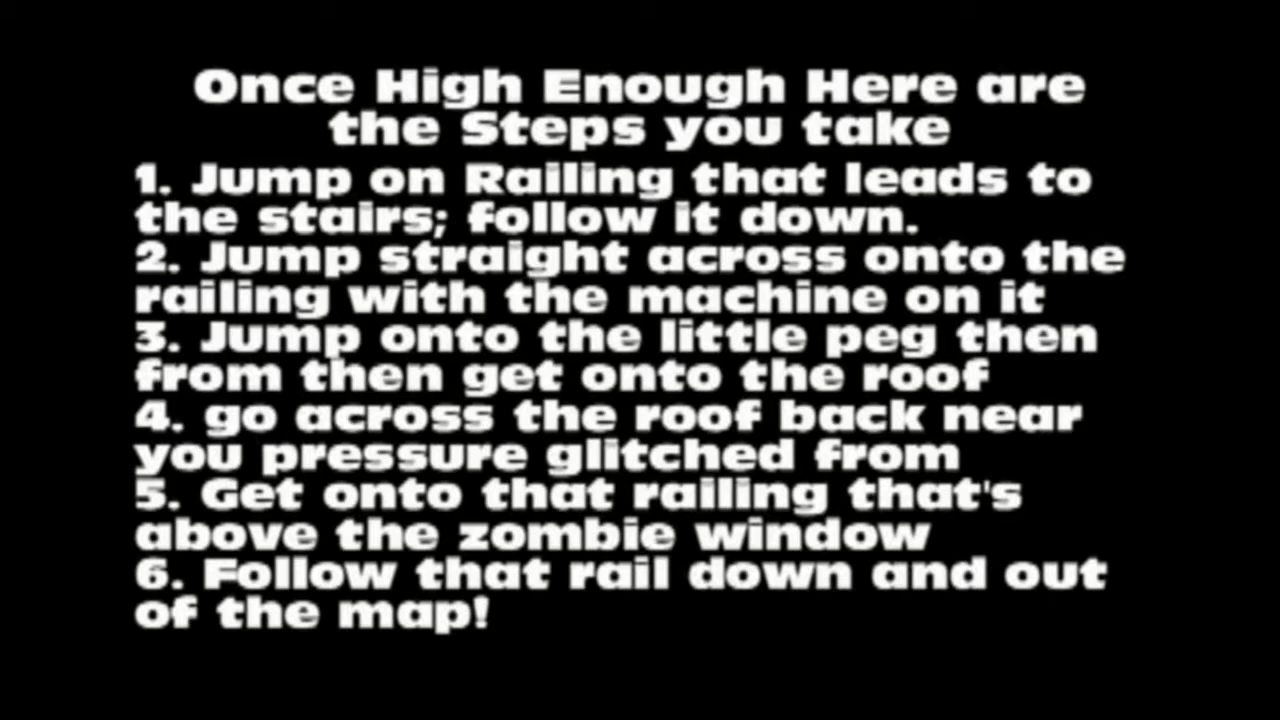 Once High Enough Here are
the Steps you take
1. Jump on Railing that leads to
the stairs; follow it down.
2. Jump straight across onto the
railing with the machine on it
3. Jump onto the little peg then
from then get onto the roof
4. go across the roof back near
you pressure glitched from
5. Get onto that railing that's
above the zombie window
6. Follow that rail down and out
of the map!